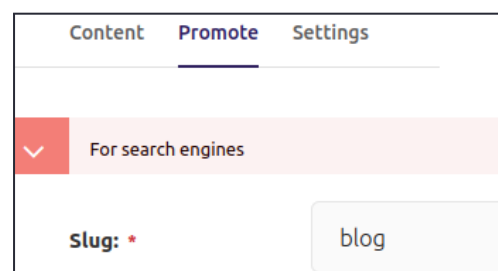 Content Promote Settings
For search engines
Slug: * blog